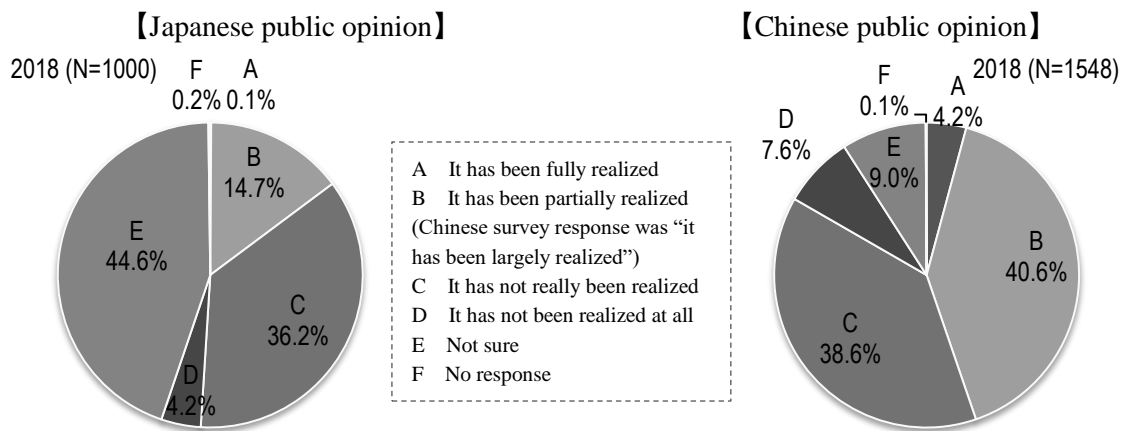 【Japanese public opinion】
2018 (N=1000)
F
0.2%
A
0.1%
B
14.7%
C
36.2%
D
4.2%
E
44.6%
A It has been fully realized
B It has been partially realized
(Chinese survey response was “it
has been largely realized”)
C It has not really been realized
D It has not been realized at all
E Not sure
F No response
【Chinese public opinion】
2018 (N=1548)
F
0.1%
A
4.2%
B
40.6%
C
38.6%
D
7.6%
E
9.0%